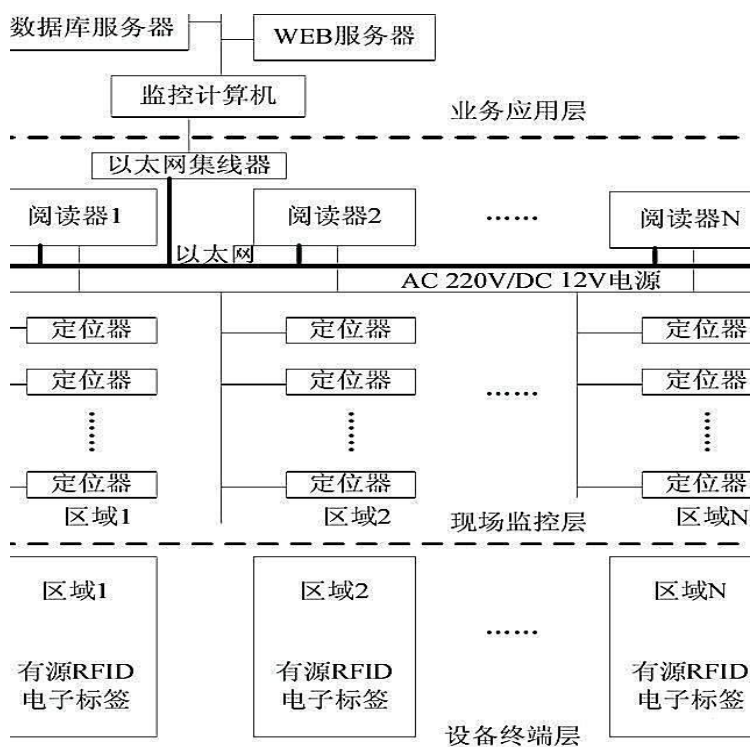 数据库服务器
WEB服务器
监控计算机
业务应用层
以太网集线器
阅读器1
阅读器2
……
阅读器N
以太网
AC 220V/DC 12V电源
定位器
定位器
定位器
定位器
定位器
……
定位器
……
……
定位器
定位器
定位器
区域1
区域2
现场监控层
区域N
区域1
区域2
区域N
……
有源RFID
电子标签
有源RFID
电子标签
有源RFID
电子标签
设备终端层